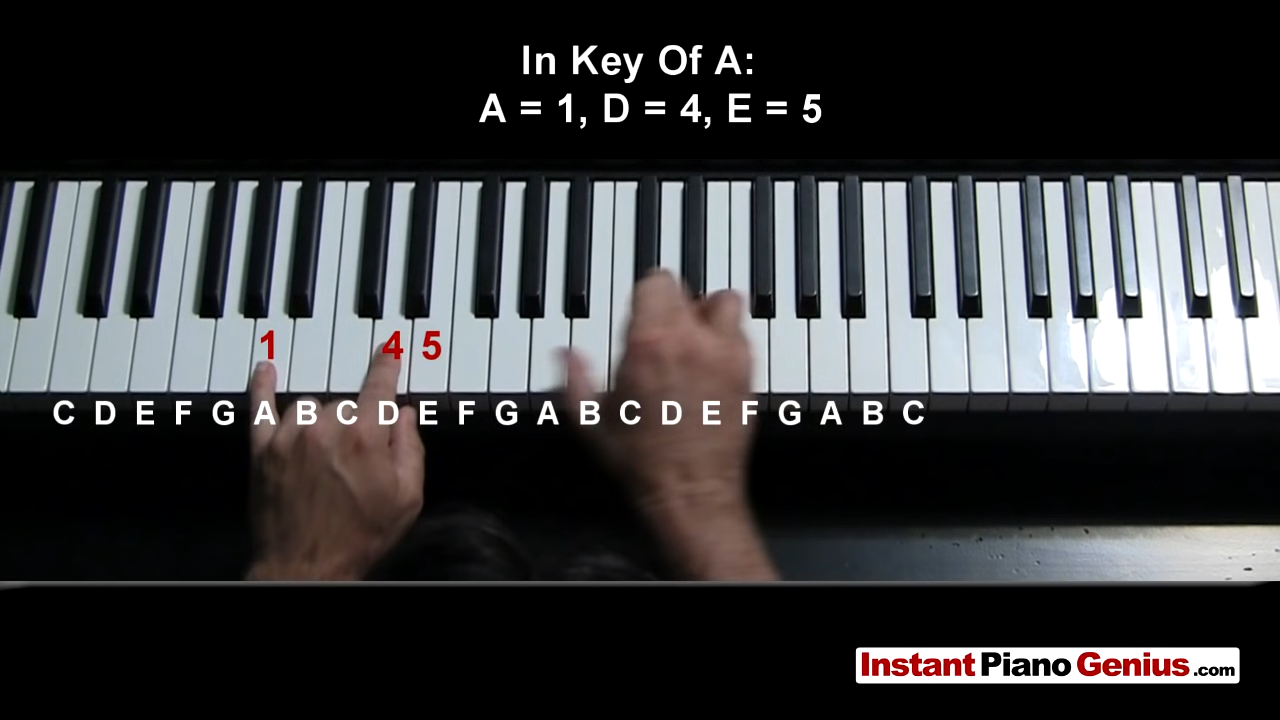 In Key Of A:
A = 1, D = 4, E = 5
1 4 5
C D E F G A B C D E F G A B C D E F G A B C
InstantPianoGenius.com